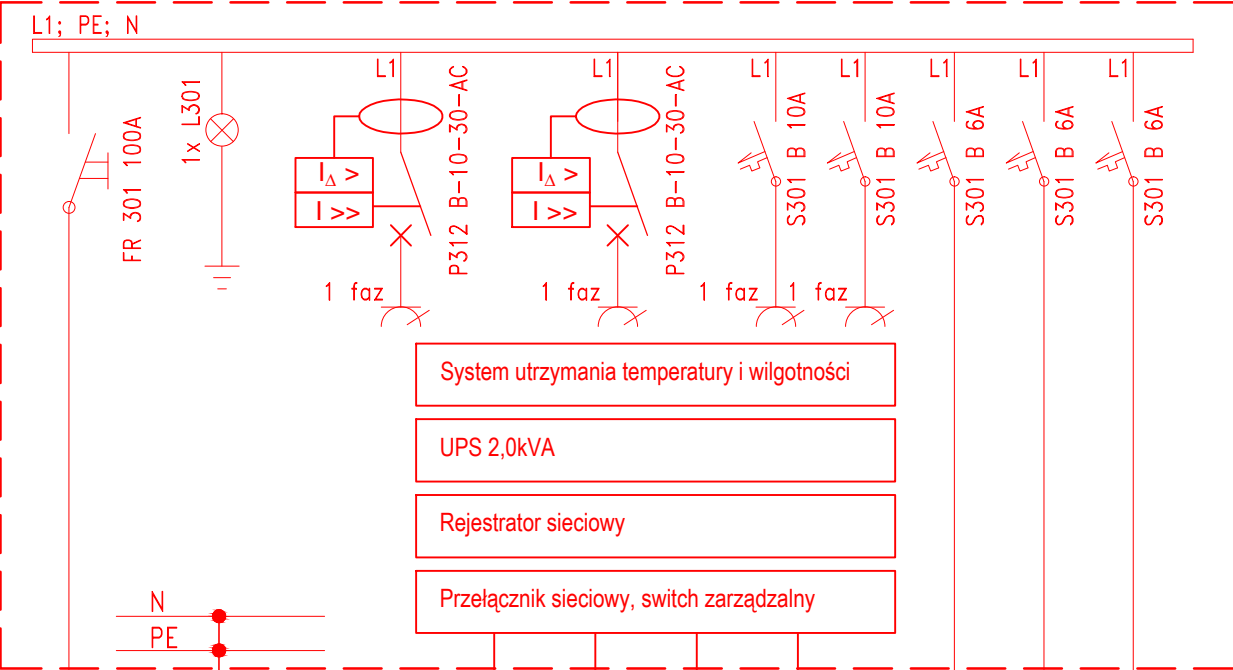 L1; PE; N
FR 301 100A
1x L301
L1
I∆ >
I >>
P312 B-10-30-AC
1 faz
L1
I∆ >
I >>
P312 B-10-30-AC
1 faz
L1
S301 B 10A
1 faz
L1
S301 B 10A
1 faz
L1
S301 B 6A
L1
S301 B 6A
L1
S301 B 6A
System utrzymania temperatury i wilgotności
UPS 2,0kVA
Rejestrator sieciowy
Przełącznik sieciowy, switch zarządzalny
N
PE